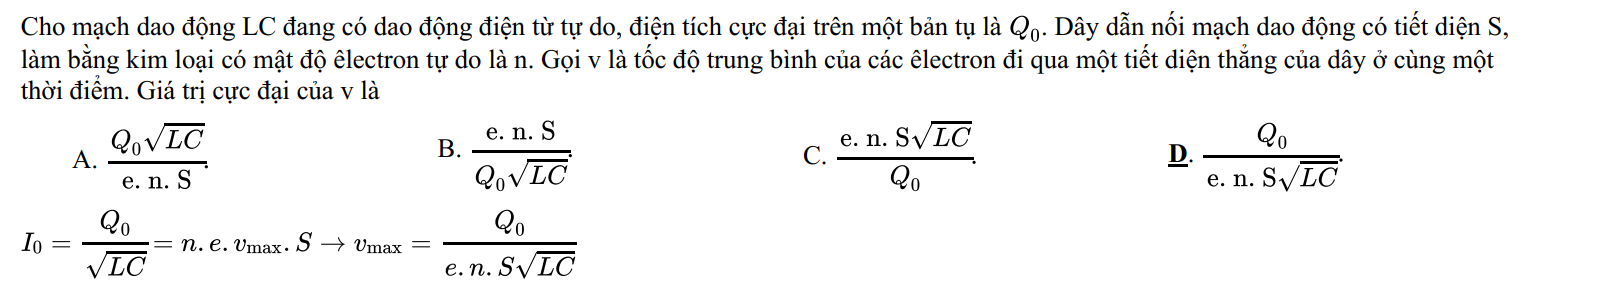 Cho mạch dao động LC đang có dao động điện từ tự do, điện tích cực đại trên một bản tụ là $Q_0$. Dây dẫn nối mạch dao động có tiết diện S,
làm bằng kim loại có mật độ êlectron tự do là n. Gọi v là tốc độ trung bình của các êlectron đi qua một tiết diện thẳng của dây ở cùng một
thời điểm. Giá trị cực đại của v là
A. $\frac{Q_0\sqrt{LC}}{\text{e. n. S}}$. B. $\frac{\text{e. n. S}}{Q_0\sqrt{LC}}$. C. $\frac{\text{e. n. S}\sqrt{LC}}{Q_0}$. D. $\frac{Q_0}{\text{e. n. S}\sqrt{LC}}$.
$I_0 = \frac{Q_0}{\sqrt{LC}} = n.e.v_{\max}.S \rightarrow v_{\max} = \frac{Q_0}{e.n.S\sqrt{LC}}$